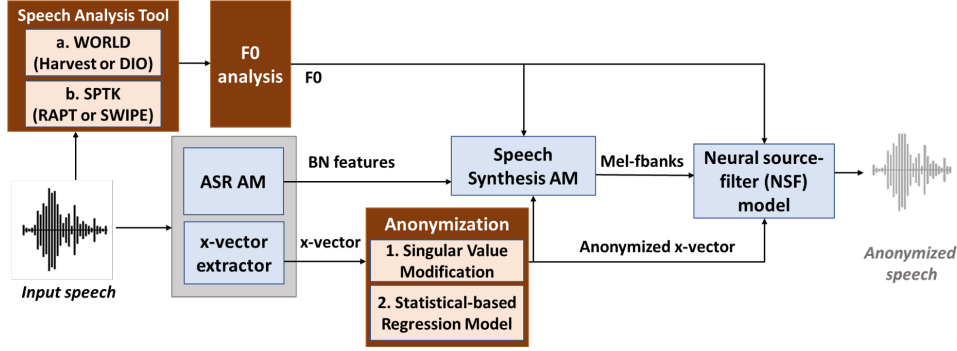 Speech Analysis Tool
a. WORLD
(Harvest or DIO)
b. SPTK
(RAPT or SWIPE)
F0
analysis
F0
ASR AM
BN features
Speech
Synthesis AM
Mel-fbanks
Neural source-
filter (NSF)
model
x-vector
extractor
x-vector
Anonymization
1. Singular Value
Modification
2. Statistical-based
Regression Model
Anonymized x-vector
Input speech
Anonymized
speech